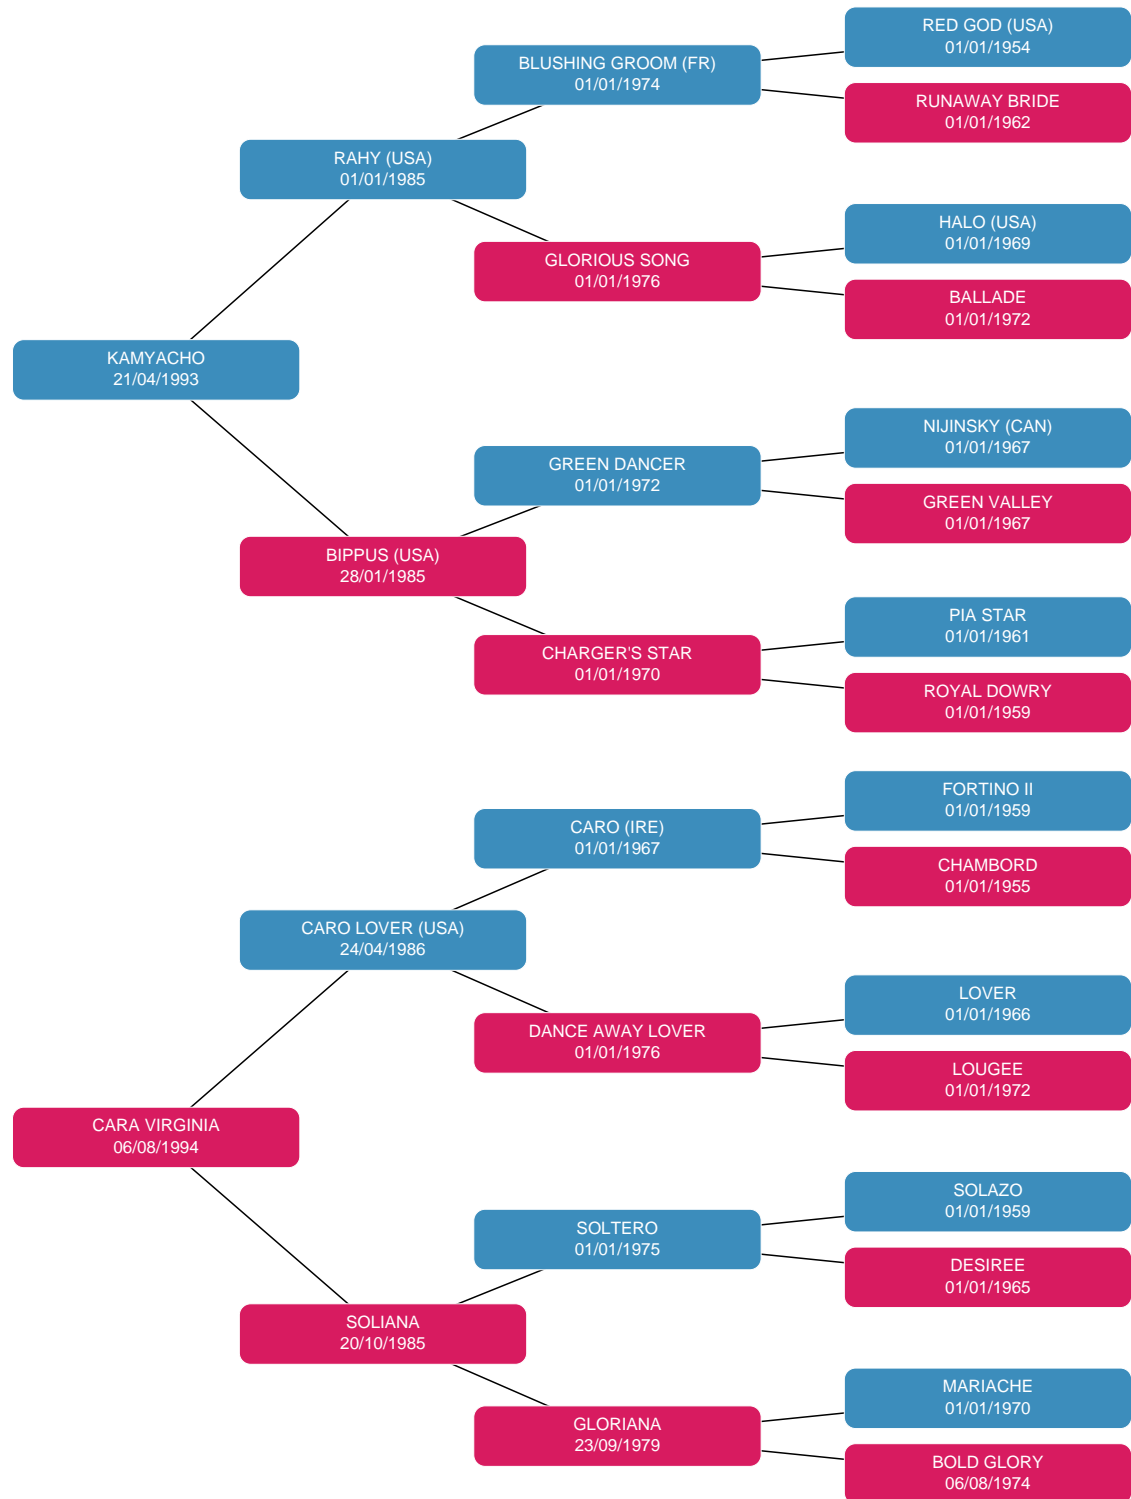 RED GOD (USA)
01/01/1954
BLUSHING GROOM (FR)
01/01/1974
RUNAWAY BRIDE
01/01/1962
RAHY (USA)
01/01/1985
HALO (USA)
01/01/1969
GLORIOUS SONG
01/01/1976
BALLADE
01/01/1972
KAMYACHO
21/04/1993
NIJINSKY (CAN)
01/01/1967
GREEN DANCER
01/01/1972
GREEN VALLEY
01/01/1967
BIPPUS (USA)
28/01/1985
PIA STAR
01/01/1961
CHARGER'S STAR
01/01/1970
ROYAL DOWRY
01/01/1959
FORTINO II
01/01/1959
CARO (IRE)
01/01/1967
CHAMBORD
01/01/1955
CARO LOVER (USA)
24/04/1986
LOVER
01/01/1966
DANCE AWAY LOVER
01/01/1976
LOUGEE
01/01/1972
CARA VIRGINIA
06/08/1994
SOLAZO
01/01/1959
SOLTERO
01/01/1975
DESIREE
01/01/1965
SOLIANA
20/10/1985
MARIACHE
01/01/1970
GLORIANA
23/09/1979
BOLD GLORY
06/08/1974